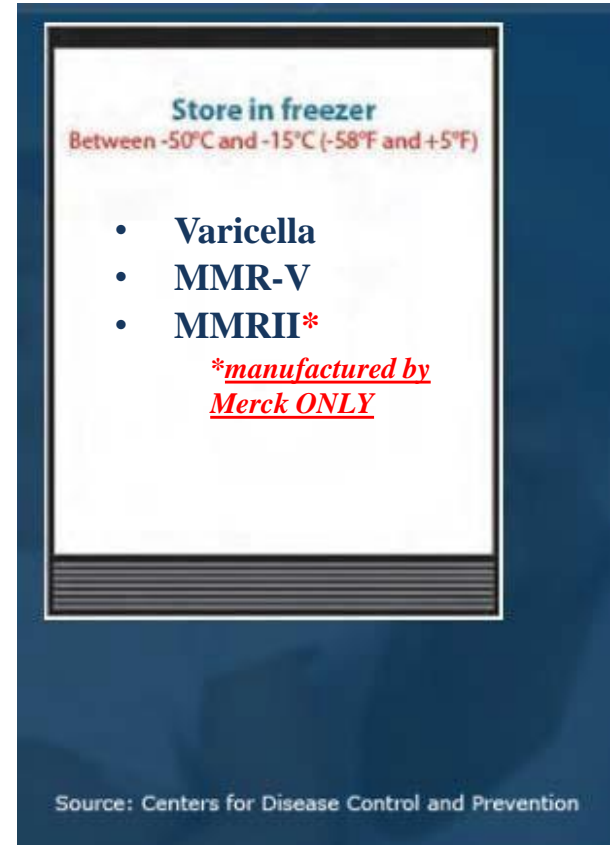 Store in freezer
Between -50°C and -15°C (-58°F and +5°F)
• Varicella
• MMR-V
• MMRII*
*manufactured by
Merck ONLY
Source: Centers for Disease Control and Prevention